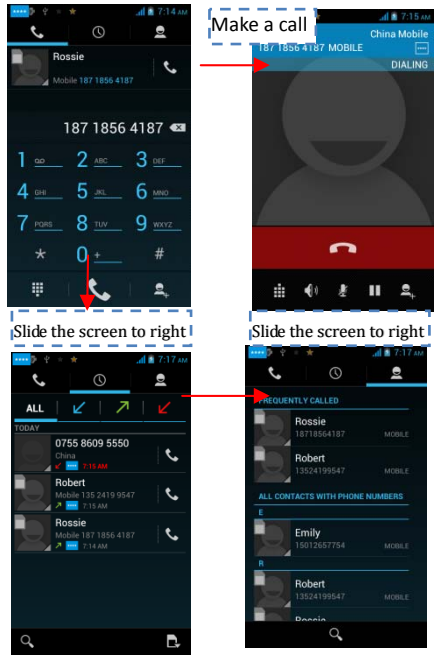 7:14 AM
Rossie
Mobile 187 1856 4187
187 1856 4187
1 2 ABC 3 DEF
4 GHI 5 JKL 6 MNO
7 PQRS 8 TUV 9 WXYZ
* 0 + #
Make a call
7:15 AM
China Mobile
187 1856 4187 MOBILE
DIALING
Slide the screen to right
Slide the screen to right
7:17 AM
ALL
TODAY
0755 8609 5550
China
7:15 AM
Robert
Mobile 135 2419 9547
7:15 AM
Rossie
Mobile 187 1856 4187
7:14 AM
7:17 AM
FREQUENTLY CALLED
Rossie
18718564187 MOBILE
Robert
13524199547 MOBILE
ALL CONTACTS WITH PHONE NUMBERS
E
Emily
15012657754 MOBILE
R
Robert
13524199547 MOBILE
Rossie